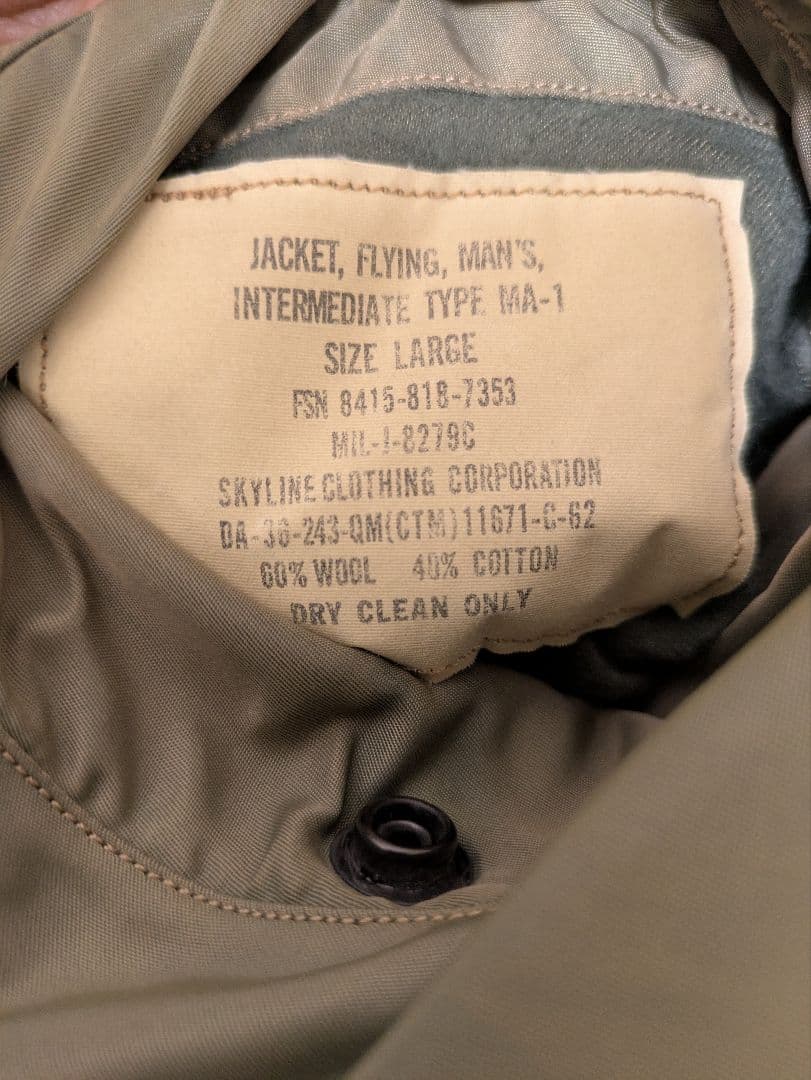 JACKET, FLYING, MAN'S,
INTERMEDIATE TYPE MA-1
SIZE LARGE
FSN 8415-818-7353
MIL-J-8279C
SKYLINE CLOTHING CORPORATION
DA-36-243-QM(CTM)11671-C-62
60% WOOL 40% COTTON
DRY CLEAN ONLY